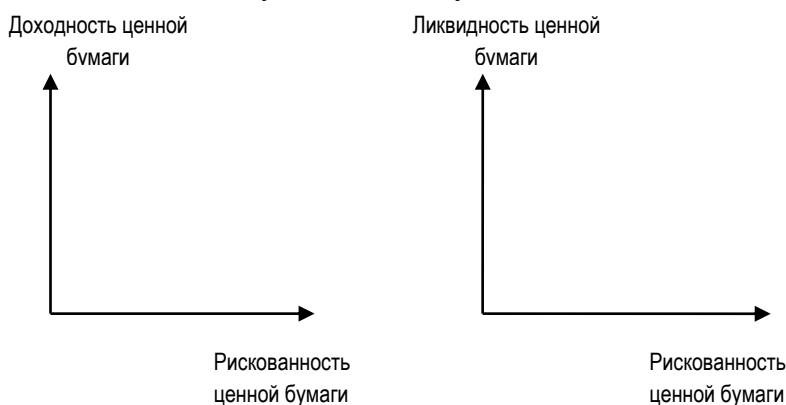 Доходность ценной
бумаги
Ликвидность ценной
бумаги
Рискованность
ценной бумаги
Рискованность
ценной бумаги